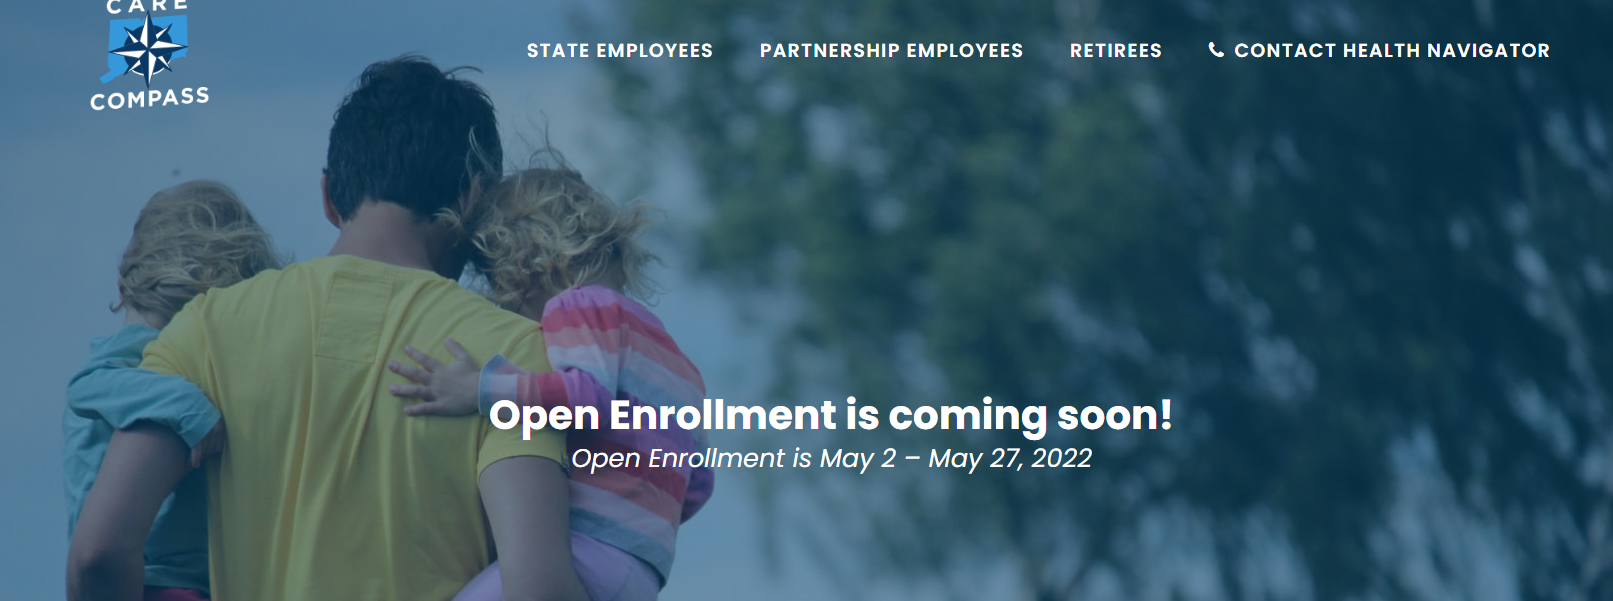 CARE
COMPASS
STATE EMPLOYEES
PARTNERSHIP EMPLOYEES
RETIREES
CONTACT HEALTH NAVIGATOR
Open Enrollment is coming soon!
Open Enrollment is May 2 – May 27, 2022